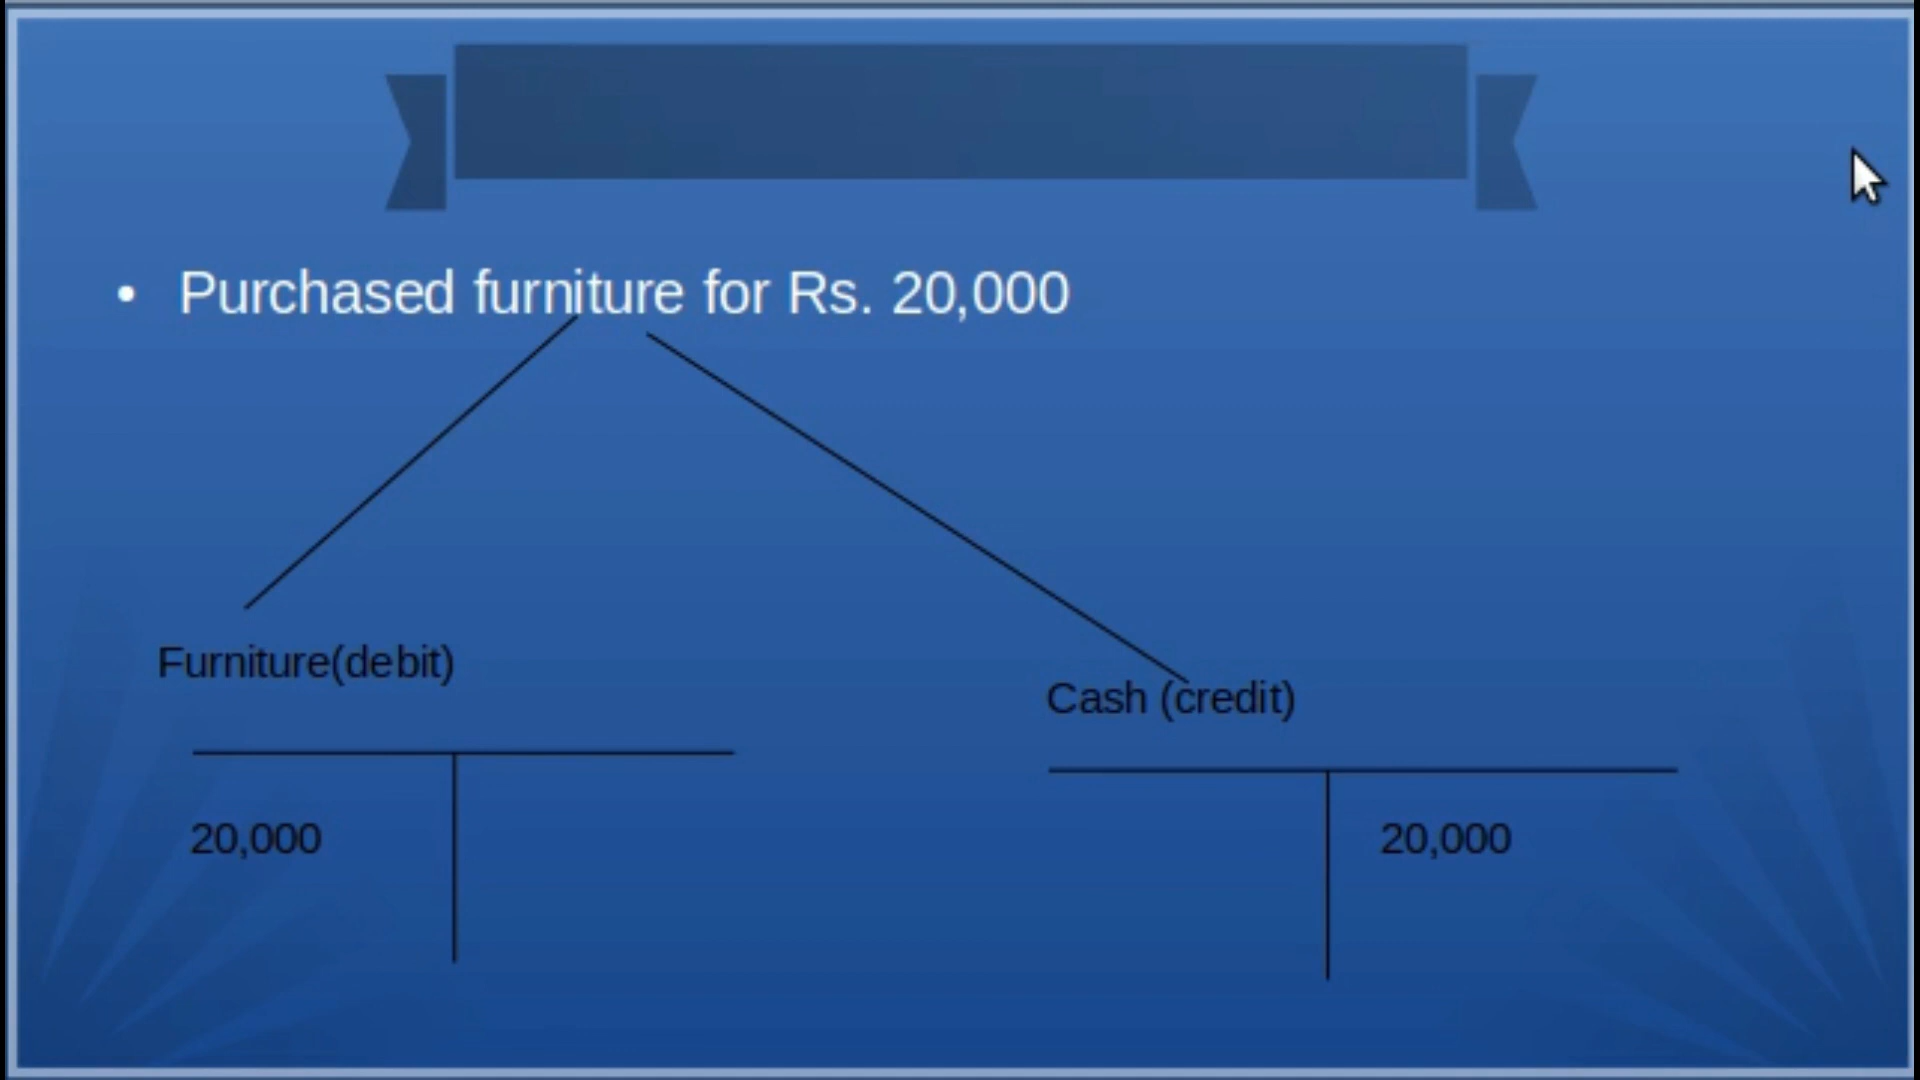 • Purchased furniture for Rs. 20,000
Furniture(debit)
Cash (credit)
20,000
20,000